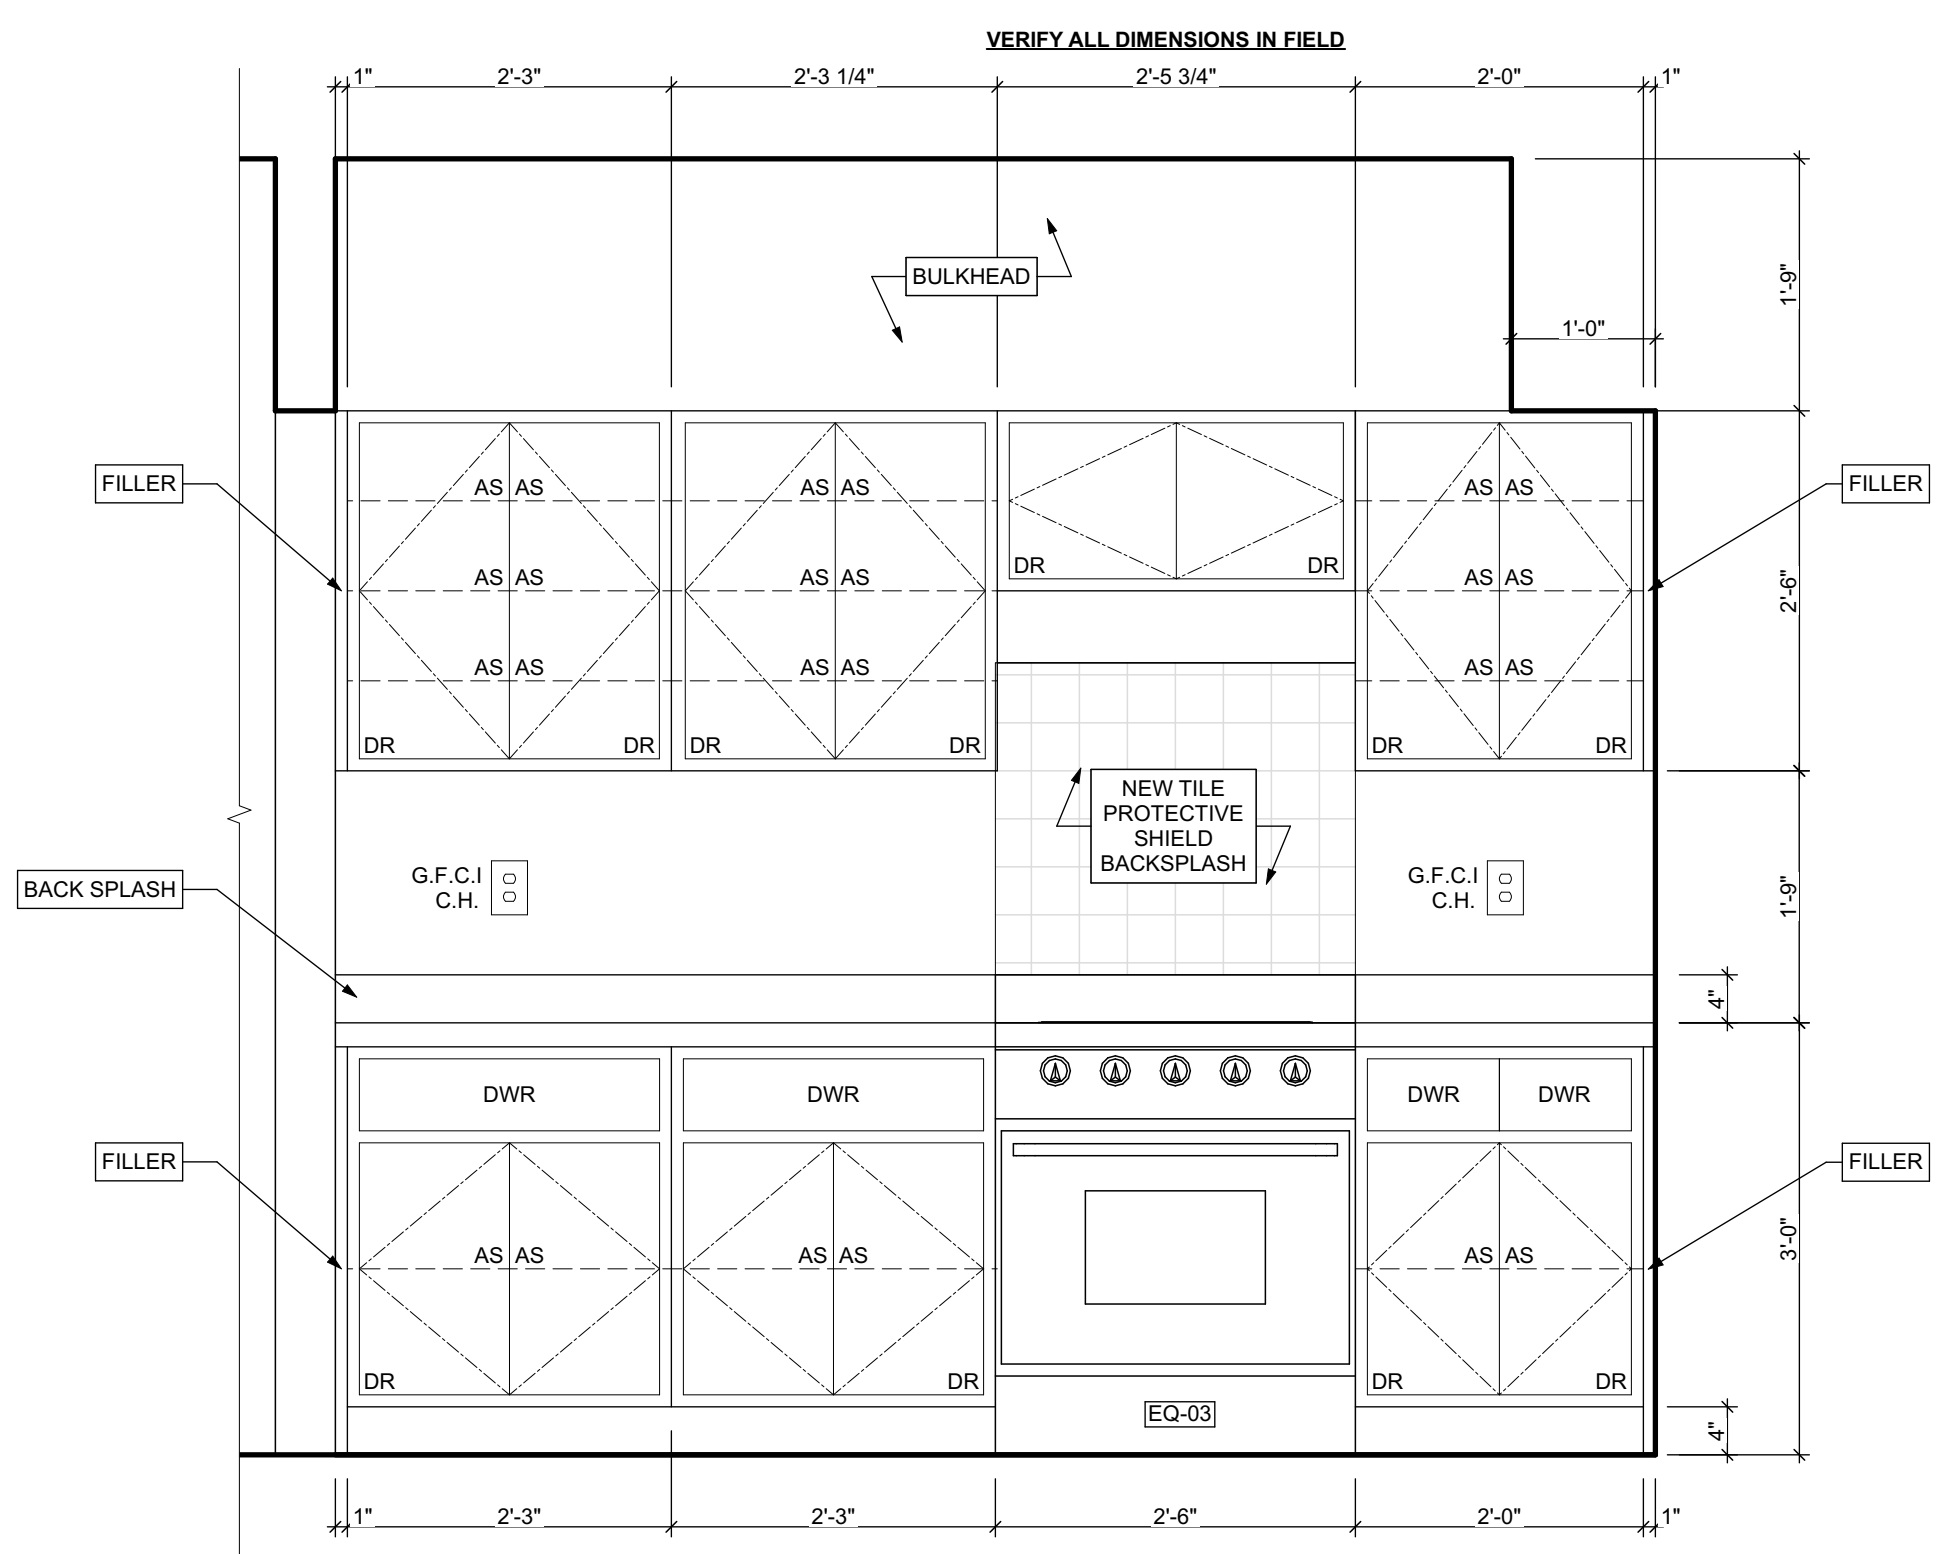 VERIFY ALL DIMENSIONS IN FIELD
1" 2'-3" 2'-3 1/4" 2'-5 3/4" 2'-0" 1"
BULKHEAD
1'-9"
1'-0"
FILLER
AS AS AS AS AS AS
FILLER
DR DR
AS AS AS AS AS AS
2'-6"
AS AS AS AS AS AS
DR DR DR DR DR DR
NEW TILE
PROTECTIVE
SHIELD
BACKSPLASH
BACK SPLASH
G.F.C.I
C.H.
G.F.C.I
C.H.
1'-9"
4"
DWR DWR DWR DWR
FILLER
FILLER
AS AS AS AS AS AS
3'-0"
DR DR DR DR
EQ-03
4"
1" 2'-3" 2'-3" 2'-6" 2'-0" 1"